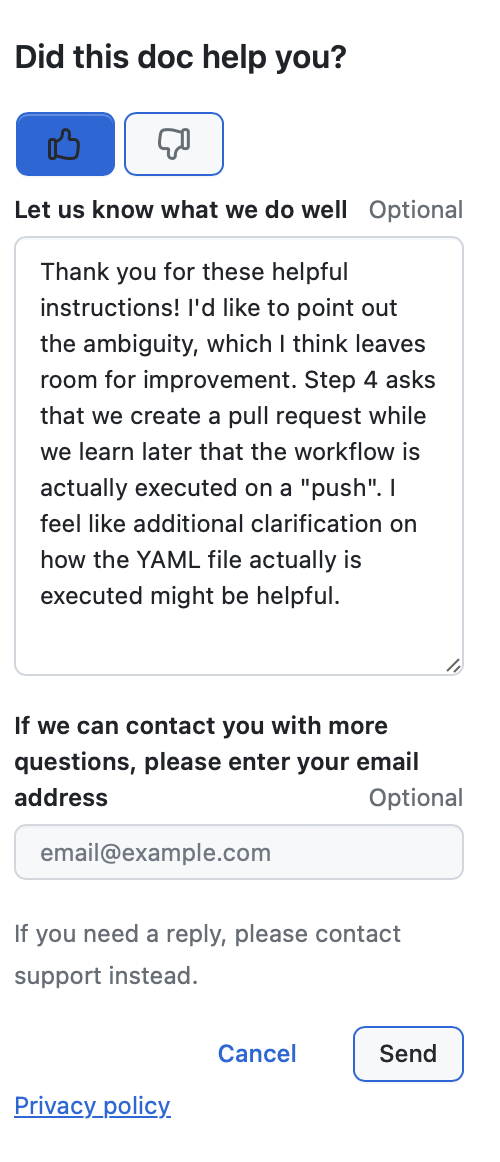 Did this doc help you?
Let us know what we do well Optional
Thank you for these helpful
instructions! I'd like to point out
the ambiguity, which I think leaves
room for improvement. Step 4 asks
that we create a pull request while
we learn later that the workflow is
actually executed on a "push". I
feel like additional clarification on
how the YAML file actually is
executed might be helpful.
If we can contact you with more
questions, please enter your email
address Optional
email@example.com
If you need a reply, please contact
support instead.
Cancel Send
Privacy policy